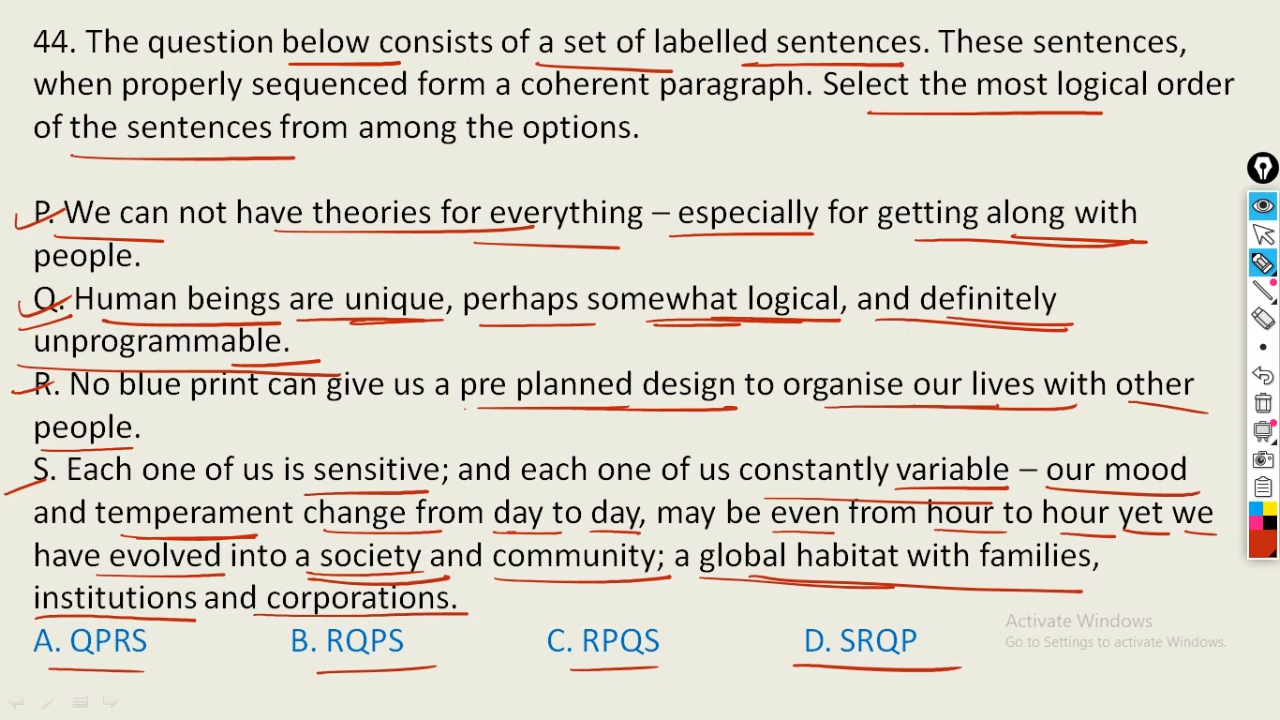 44. The question below consists of a set of labelled sentences. These sentences,
when properly sequenced form a coherent paragraph. Select the most logical order
of the sentences from among the options.
P. We can not have theories for everything – especially for getting along with
people.
Q. Human beings are unique, perhaps somewhat logical, and definitely
unprogrammable.
R. No blue print can give us a pre planned design to organise our lives with other
people.
S. Each one of us is sensitive; and each one of us constantly variable – our mood
and temperament change from day to day, may be even from hour to hour yet we
have evolved into a society and community; a global habitat with families,
institutions and corporations.
A. QPRS B. RQPS C. RPQS D. SRQP
Activate Windows
Go to Settings to activate Windows.